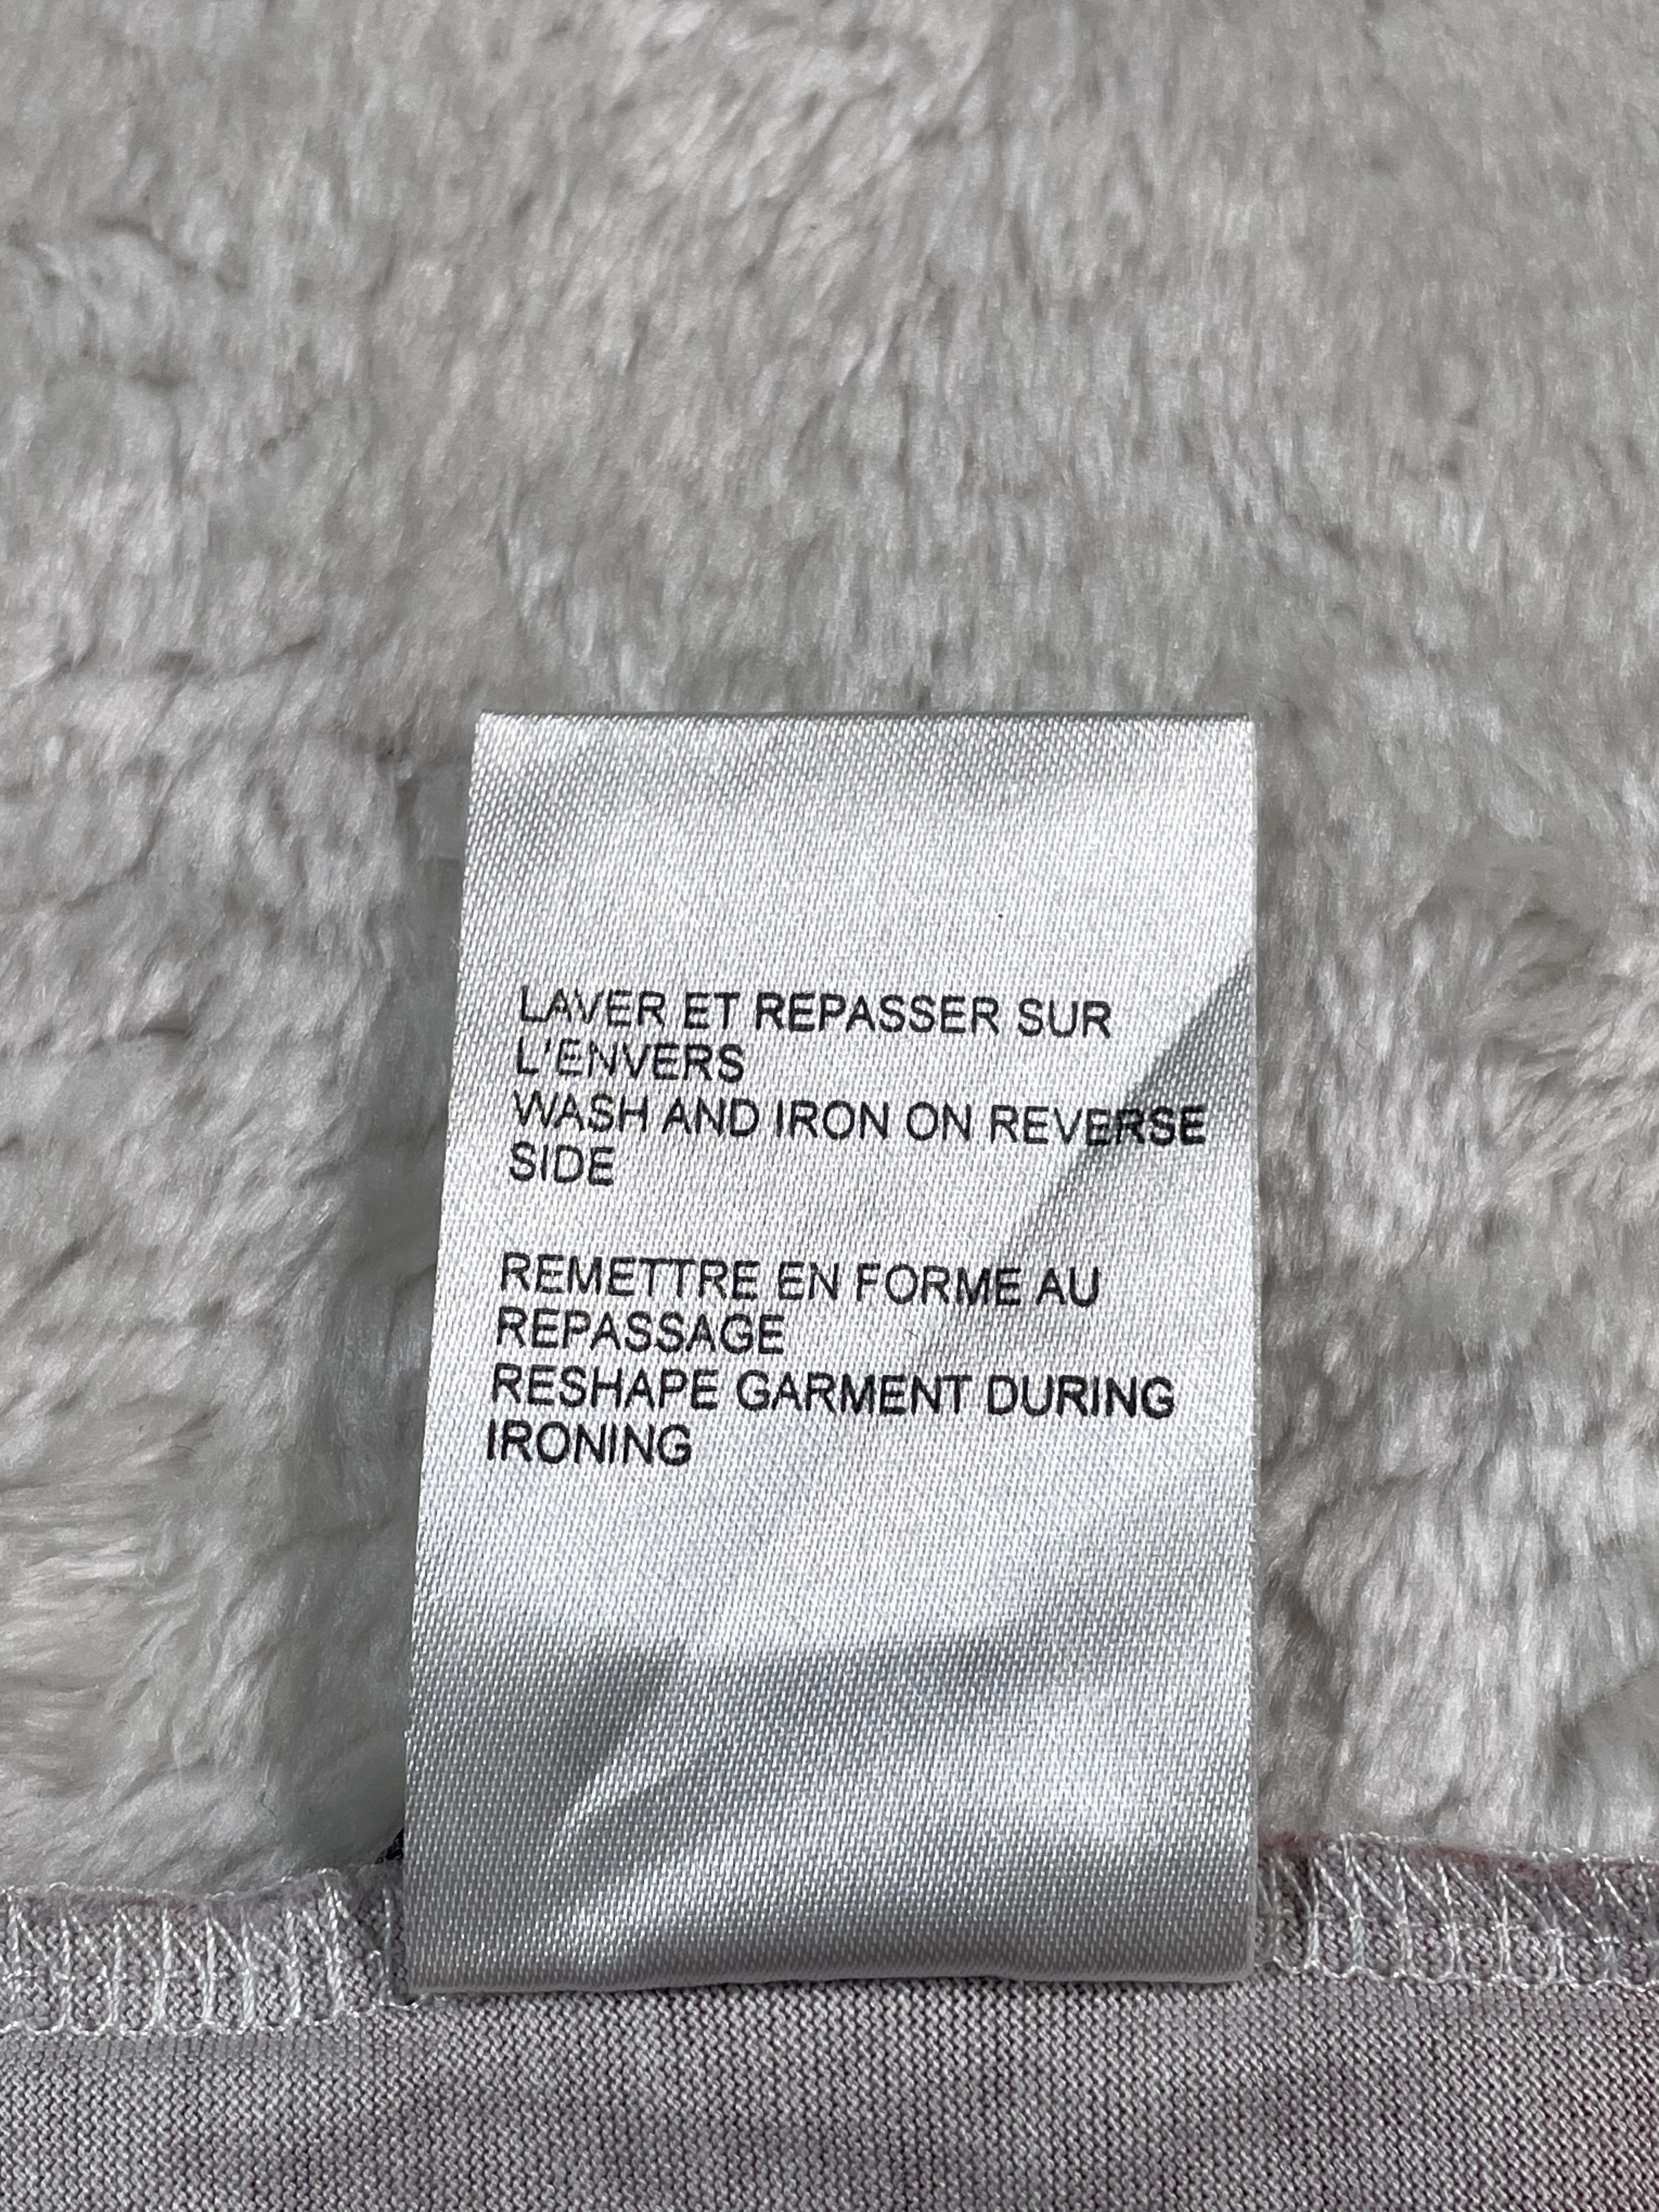 LAVER ET REPASSER SUR
L'ENVERS
WASH AND IRON ON REVERSE
SIDE
REMETTRE EN FORME AU
REPASSAGE
RESHAPE GARMENT DURING
IRONING